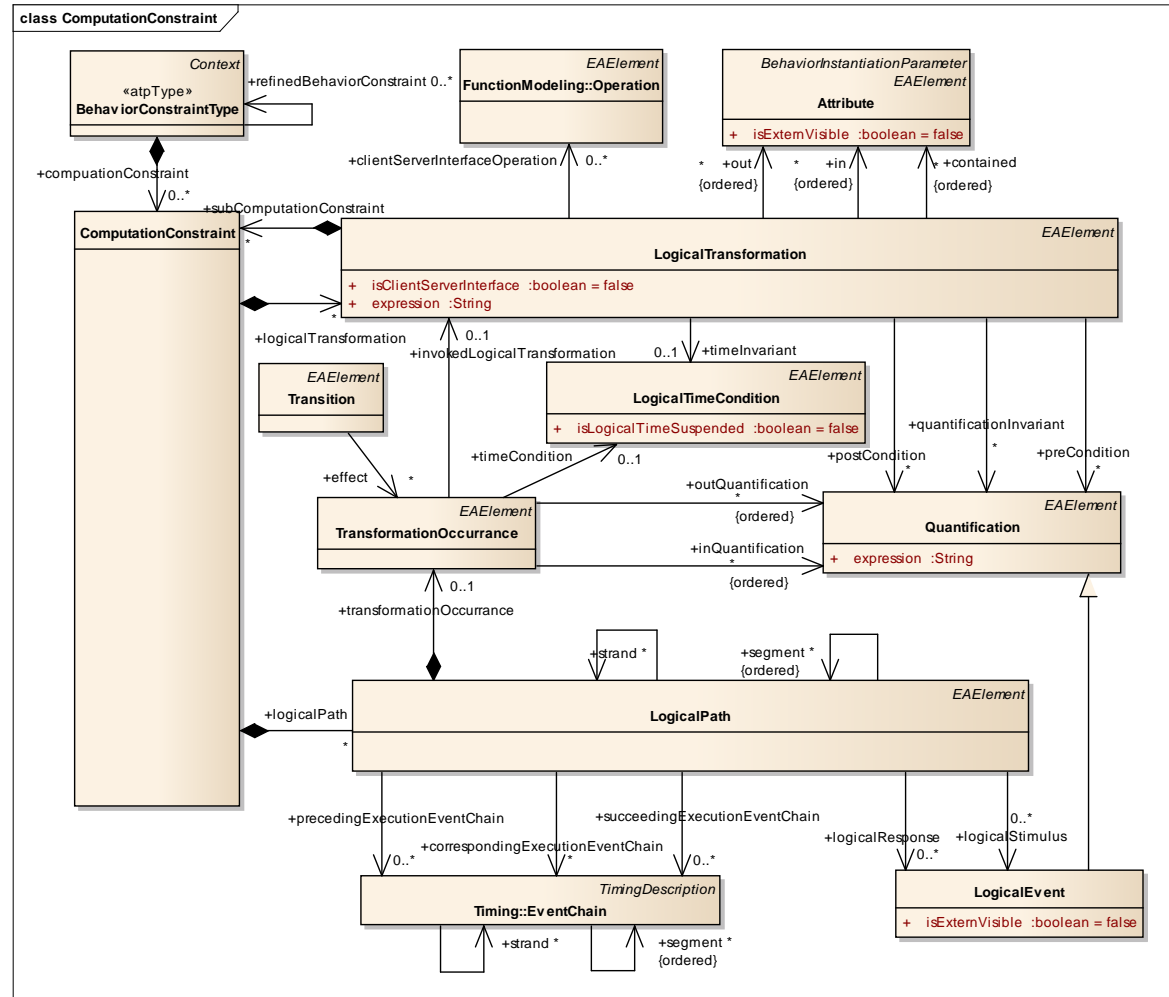 class ComputationConstraint
Context
«atpType»
BehaviorConstraintType
+refinedBehaviorConstraint 0..*
EAElement
FunctionModeling::Operation
BehaviorInstantiationParameter
EAElement
Attribute
+ isExternVisible :boolean = false
+compuationConstraint
0..*
+clientServerInterfaceOperation
0..*
* +out
{ordered}
* +in
{ordered}
* +contained
{ordered}
+subComputationConstraint
*
ComputationConstraint
EAElement
LogicalTransformation
+ isClientServerInterface :boolean = false
+ expression :String
*
+logicalTransformation
0..1
+invokedLogicalTransformation
0..1 +timeInvariant
EAElement
Transition
EAElement
LogicalTimeCondition
+ isLogicalTimeSuspended :boolean = false
+quantificationInvariant
*
+postCondition
*
+preCondition
*
+timeCondition
0..1
+effect *
+outQuantification
*
{ordered}
EAElement
TransformationOccurrance
EAElement
Quantification
+ expression :String
+inQuantification
*
{ordered}
0..1
+transformationOccurrance
+strand *
+segment *
{ordered}
+logicalPath
*
EAElement
LogicalPath
+precedingExecutionEventChain
0..*
+correspondingExecutionEventChain
*
+succeedingExecutionEventChain
0..*
+logicalResponse
0..*
0..*
+logicalStimulus
TimingDescription
Timing::EventChain
+strand *
+segment *
{ordered}
LogicalEvent
+ isExternVisible :boolean = false